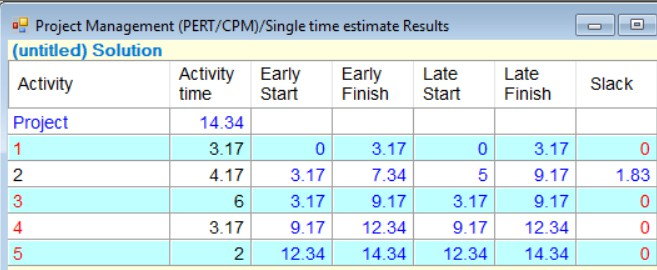 Project Management (PERT/CPM)/Single time estimate Results
(untitled) Solution
Activity Activity time Early Start Early Finish Late Start Late Finish Slack
Project 14.34
1 3.17 0 3.17 0 3.17 0
2 4.17 3.17 7.34 5 9.17 1.83
3 6 3.17 9.17 3.17 9.17 0
4 3.17 9.17 12.34 9.17 12.34 0
5 2 12.34 14.34 12.34 14.34 0